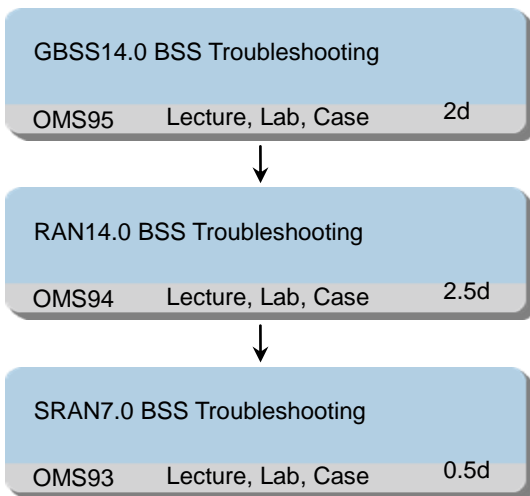 GBSS14.0 BSS Troubleshooting
OMS95 Lecture, Lab, Case 2d
RAN14.0 BSS Troubleshooting
OMS94 Lecture, Lab, Case 2.5d
SRAN7.0 BSS Troubleshooting
OMS93 Lecture, Lab, Case 0.5d